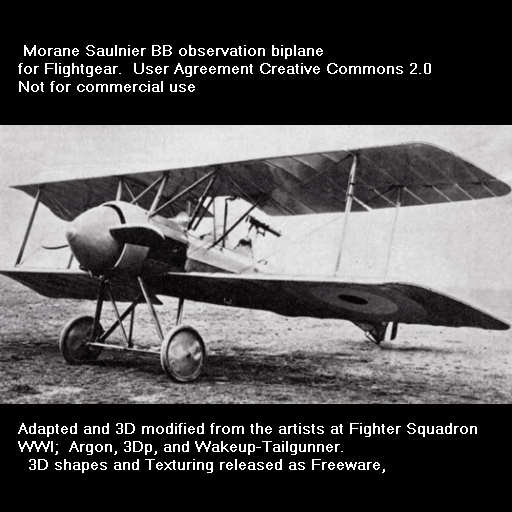 Morane Saulnier BB observation biplane
for Flightgear. User Agreement Creative Commons 2.0
Not for commercial use
Adapted and 3D modified from the artists at Fighter Squadron
WWI; Argon, 3Dp, and Wakeup-Tailgunner.
3D shapes and Texturing released as Freeware,